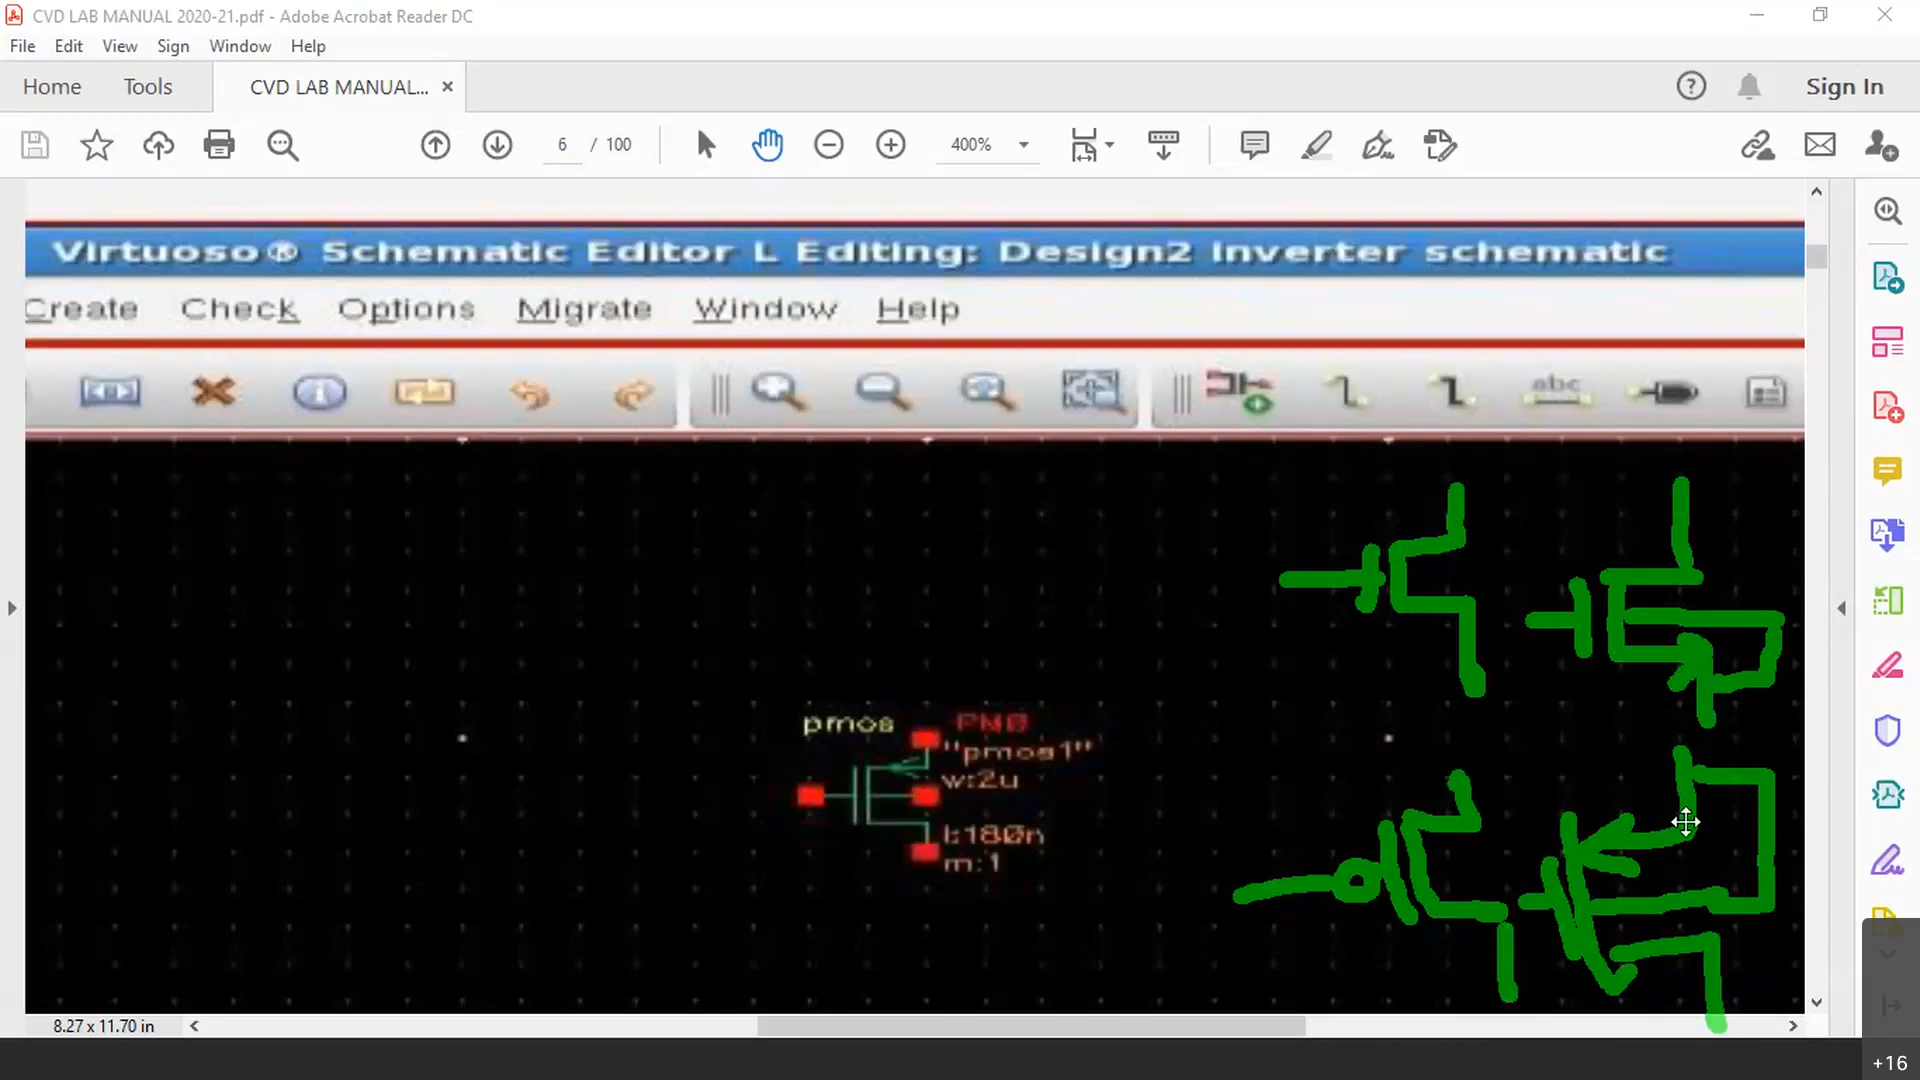 CVD LAB MANUAL 2020-21.pdf - Adobe Acrobat Reader DC
File Edit View Sign Window Help
Home Tools CVD LAB MANUAL... × Sign In
6 / 100 400%
Virtuoso® Schematic Editor L Editing: Design2 Inverter schematic
Create Check Options Migrate Window Help
abc
pmos PM0
"pmos1"
w:2u
l:180n
m:1
8.27 x 11.70 in
+16